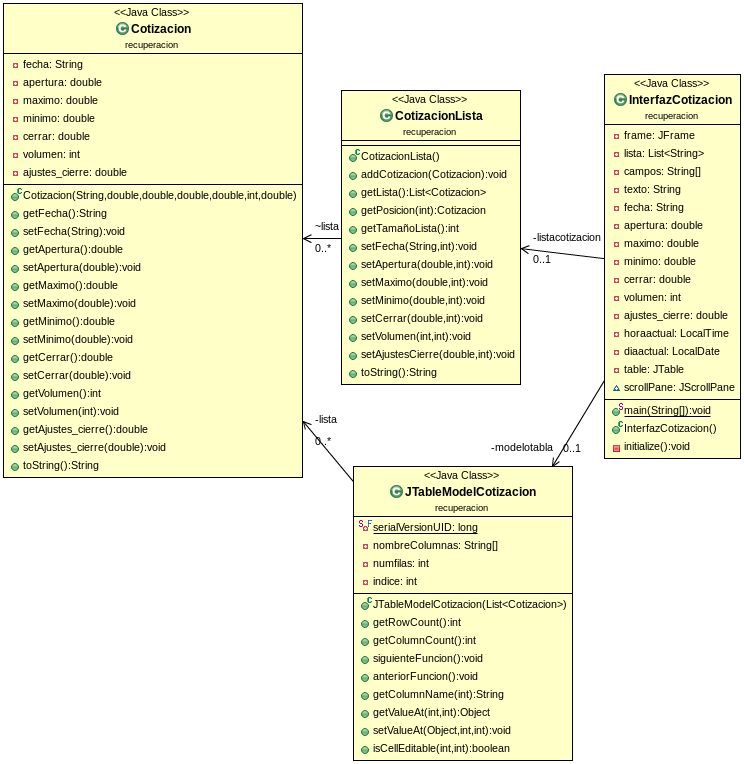 <<Java Class>>
Cotizacion
recuperacion
fecha: String
apertura: double
maximo: double
minimo: double
cerrar: double
volumen: int
ajustes_cierre: double
Cotizacion(String,double,double,double,double,int,double)
getFecha():String
setFecha(String):void
getApertura():double
setApertura(double):void
getMaximo():double
setMaximo(double):void
getMinimo():double
setMinimo(double):void
getCerrar():double
setCerrar(double):void
getVolumen():int
setVolumen(int):void
getAjustes_cierre():double
setAjustes_cierre(double):void
toString():String
~lista
0..*
-lista
0..*
<<Java Class>>
CotizacionLista
recuperacion
CotizacionLista()
addCotizacion(Cotizacion):void
getLista():List<Cotizacion>
getPosicion(int):Cotizacion
getTamañoLista():int
setFecha(String,int):void
setApertura(double,int):void
setMaximo(double,int):void
setMinimo(double,int):void
setCerrar(double,int):void
setVolumen(int,int):void
setAjustesCierre(double,int):void
toString():String
-listacotizacion
0..1
-modelotabla
0..1
<<Java Class>>
InterfazCotizacion
recuperacion
frame: JFrame
lista: List<String>
campos: String[]
texto: String
fecha: String
apertura: double
maximo: double
minimo: double
cerrar: double
volumen: int
ajustes_cierre: double
horaactual: LocalTime
diaactual: LocalDate
table: JTable
scrollPane: JScrollPane
main(String[]):void
InterfazCotizacion()
initialize():void
<<Java Class>>
JTableModelCotizacion
recuperacion
serialVersionUID: long
nombreColumnas: String[]
numfilas: int
indice: int
JTableModelCotizacion(List<Cotizacion>)
getRowCount():int
getColumnCount():int
siguienteFuncion():void
anteriorFuncion():void
getColumnName(int):String
getValueAt(int,int):Object
setValueAt(Object,int,int):void
isCellEditable(int,int):boolean